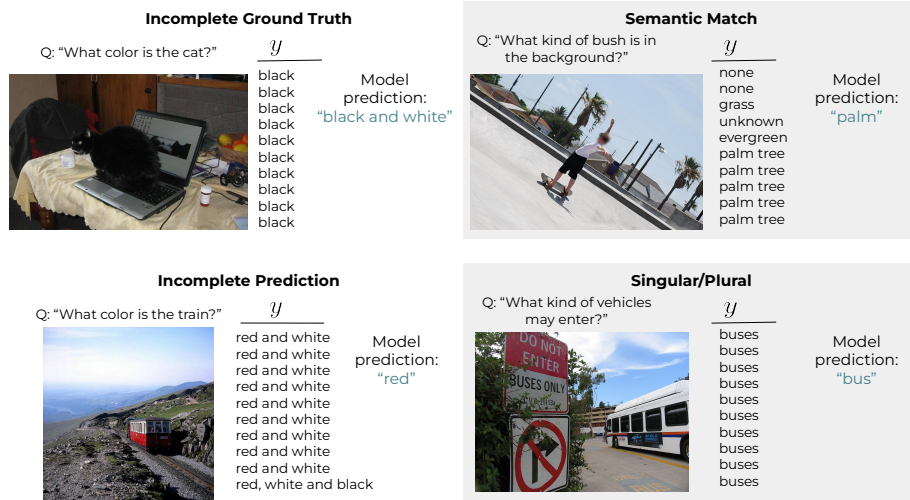 Incomplete Ground Truth
Q: “What color is the cat?”
y
black
black
black
black
black
black
black
black
black
black
Model
prediction:
“black and white”
Semantic Match
Q: “What kind of bush is in
the background?”
y
none
none
grass
unknown
evergreen
palm tree
palm tree
palm tree
palm tree
palm tree
Model
prediction:
“palm”
Incomplete Prediction
Q: “What color is the train?”
y
red and white
red and white
red and white
red and white
red and white
red and white
red and white
red and white
red and white
red, white and black
Model
prediction:
“red”
Singular/Plural
Q: “What kind of vehicles
may enter?”
y
DO NOT
ENTER
BUSES ONLY
buses
buses
buses
buses
buses
buses
buses
buses
buses
buses
Model
prediction:
“bus”